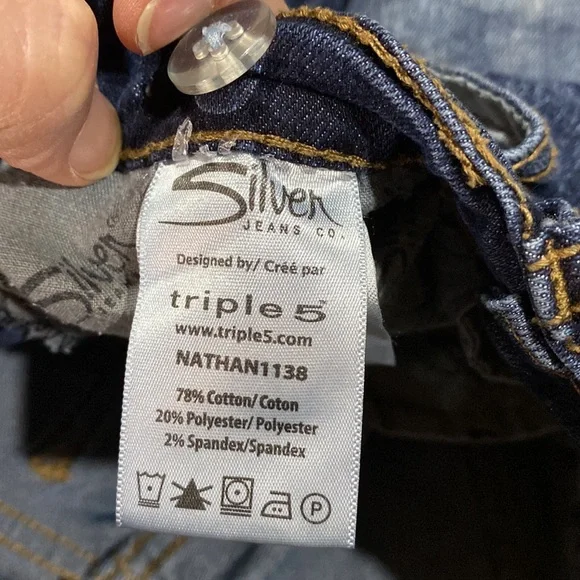 Silver
JEANS CO.
Designed by/ Créé par
triple 5
www.triple5.com
NATHAN1138
78% Cotton/ Coton
20% Polyester/ Polyester
2% Spandex/Spandex
P
Silver